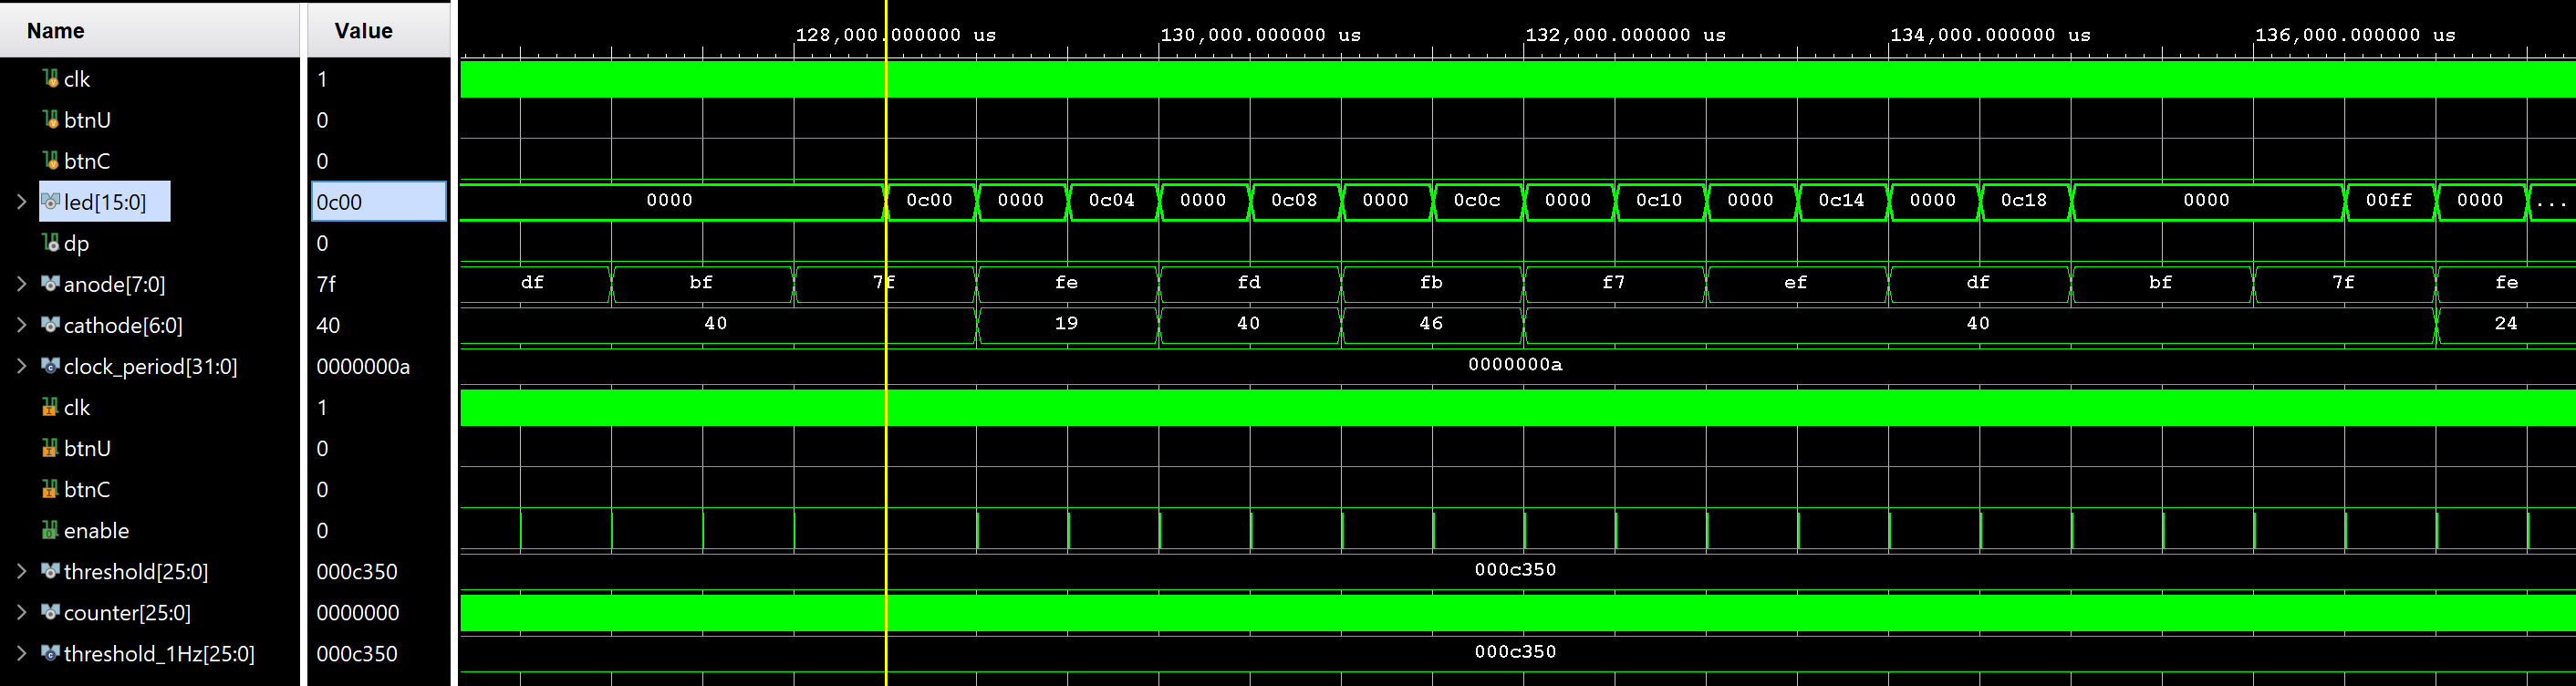 Name Value
128,000.000000 us 130,000.000000 us 132,000.000000 us 134,000.000000 us 136,000.000000 us
clk 1
btnU 0
btnC 0
led[15:0] 0c00 0000 0c00 0000 0c04 0000 0c08 0000 0c0c 0000 0c10 0000 0c14 0000 0c18 0000 00ff 0000 ...
dp 0
anode[7:0] 7f df bf 7f fe fd fb f7 ef df bf 7f fe
cathode[6:0] 40 40 19 40 46 40 24
clock_period[31:0] 0000000a 0000000a
clk 1
btnU 0
btnC 0
enable 0
threshold[25:0] 000c350 000c350
counter[25:0] 0000000
threshold_1Hz[25:0] 000c350 000c350